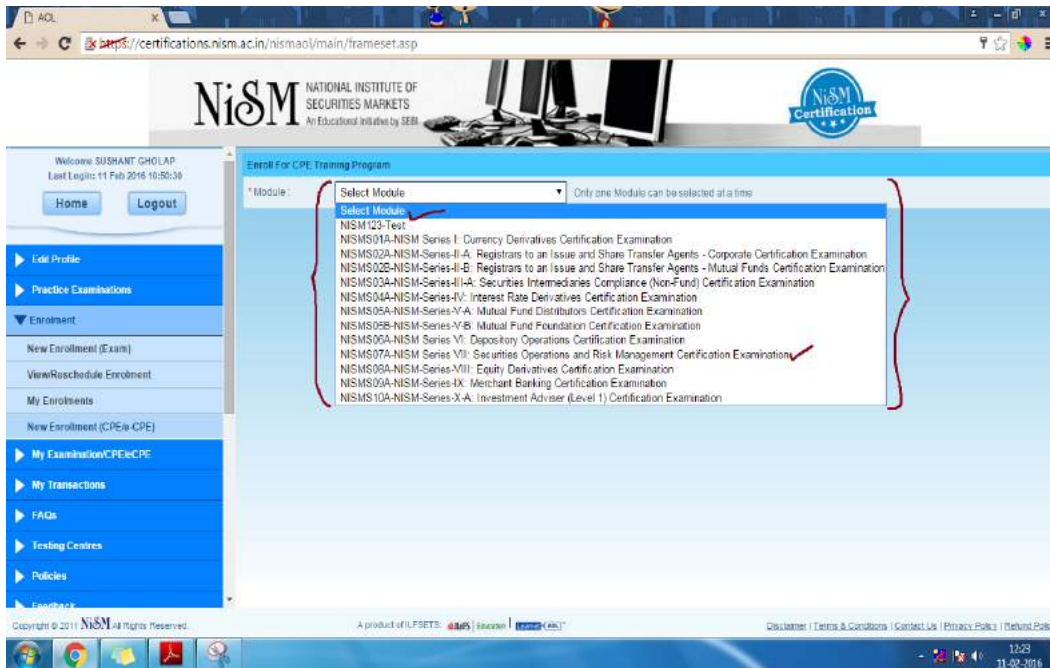 ACL
https://certifications.nism.ac.in/nismaol/main/frameset.asp
NiSM NATIONAL INSTITUTE OF
SECURITIES MARKETS
An Educational Initiative by SEBI
NiSM
Certification
Welcome SUSHANT GHOLAP
Last Login: 11 Feb 2016 10:50:30
Home Logout
Edit Profile
Practice Examinations
Enrolment
New Enrollment (Exam)
View/Reschedule Enrolment
My Enrolments
New Enrollment (CPE/e-CPE)
My Examination/CPE/eCPE
My Transactions
FAQs
Testing Centres
Policies
Feedback
Enroll For CPE Training Program
*Module : Select Module Only one Module can be selected at a time
Select Module
NISM123-Test
NISMS01A-NISM Series I: Currency Derivatives Certification Examination
NISMS02A-NISM-Series-II-A: Registrars to an Issue and Share Transfer Agents - Corporate Certification Examination
NISMS02B-NISM-Series-II-B: Registrars to an Issue and Share Transfer Agents - Mutual Funds Certification Examination
NISMS03A-NISM-Series-III-A: Securities Intermediaries Compliance (Non-Fund) Certification Examination
NISMS04A-NISM-Series-IV: Interest Rate Derivatives Certification Examination
NISMS05A-NISM-Series-V-A: Mutual Fund Distributors Certification Examination
NISMS05B-NISM-Series-V-B: Mutual Fund Foundation Certification Examination
NISMS06A-NISM Series VI: Depository Operations Certification Examination
NISMS07A-NISM Series VII: Securities Operations and Risk Management Certification Examination
NISMS08A-NISM-Series-VIII: Equity Derivatives Certification Examination
NISMS09A-NISM-Series-IX: Merchant Banking Certification Examination
NISMS10A-NISM-Series-X-A: Investment Adviser (Level 1) Certification Examination
Copyright © 2011 NiSM All Rights Reserved.
A product of IL&FSETS:
Disclaimer | Terms & Conditions | Contact Us | Privacy Policy | Refund Polic
12:23
11-02-2016